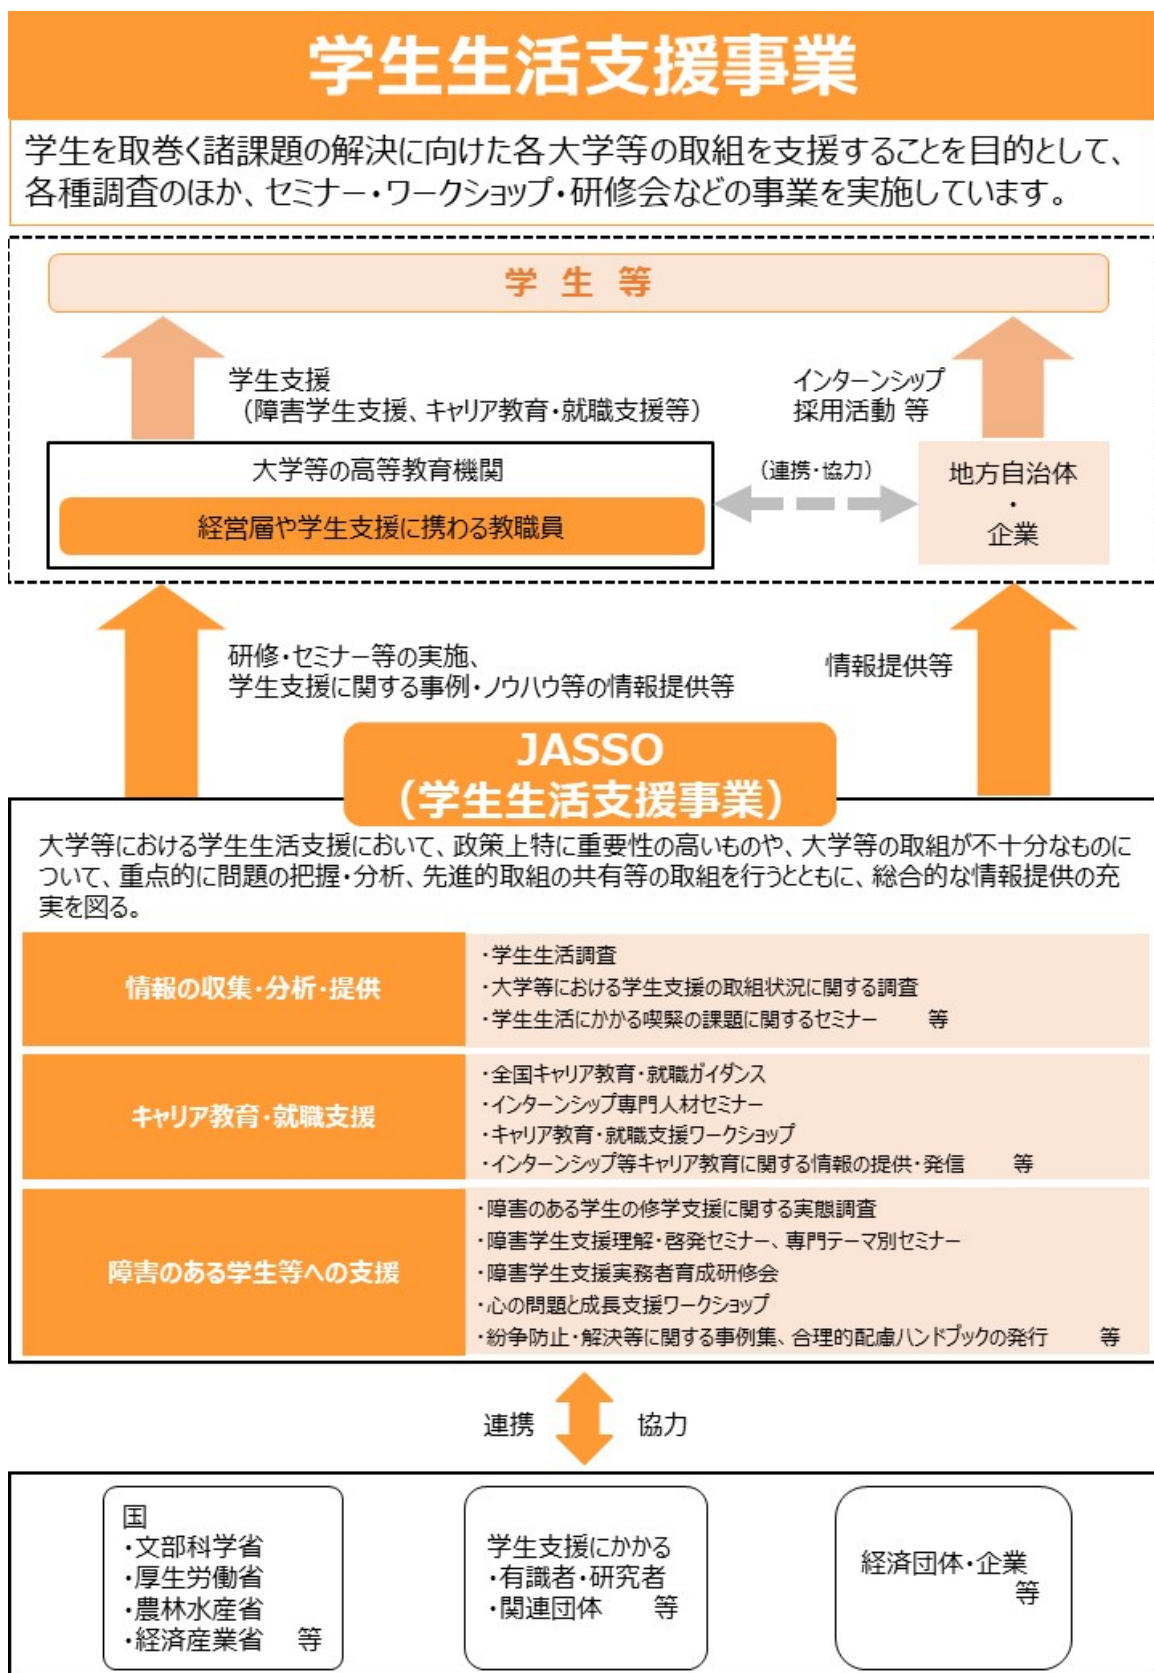 学生生活支援事業
学生を取巻く諸課題の解決に向けた各大学等の取組を支援することを目的として、
各種調査のほか、セミナー・ワークショップ・研修会などの事業を実施しています。
学 生 等
学生支援
（障害学生支援、キャリア教育・就職支援等）
インターンシップ
採用活動 等
大学等の高等教育機関
経営層や学生支援に携わる教職員
（連携・協力）
地方自治体
・
企業
研修・セミナー等の実施、
学生支援に関する事例・ノウハウ等の情報提供等
情報提供等
JASSO
（学生生活支援事業）
大学等における学生生活支援において、政策上特に重要性の高いものや、大学等の取組が不十分なものに
ついて、重点的に問題の把握・分析、先進的取組の共有等の取組を行うとともに、総合的な情報提供の充
実を図る。
情報の収集・分析・提供
・学生生活調査
・大学等における学生支援の取組状況に関する調査
・学生生活にかかる喫緊の課題に関するセミナー 等
キャリア教育・就職支援
・全国キャリア教育・就職ガイダンス
・インターンシップ専門人材セミナー
・キャリア教育・就職支援ワークショップ
・インターンシップ等キャリア教育に関する情報の提供・発信 等
障害のある学生等への支援
・障害のある学生の修学支援に関する実態調査
・障害学生支援理解・啓発セミナー、専門テーマ別セミナー
・障害学生支援実務者育成研修会
・心の問題と成長支援ワークショップ
・紛争防止・解決等に関する事例集、合理的配慮ハンドブックの発行 等
連携 協力
国
・文部科学省
・厚生労働省
・農林水産省
・経済産業省 等
学生支援にかかる
・有識者・研究者
・関連団体 等
経済団体・企業
等